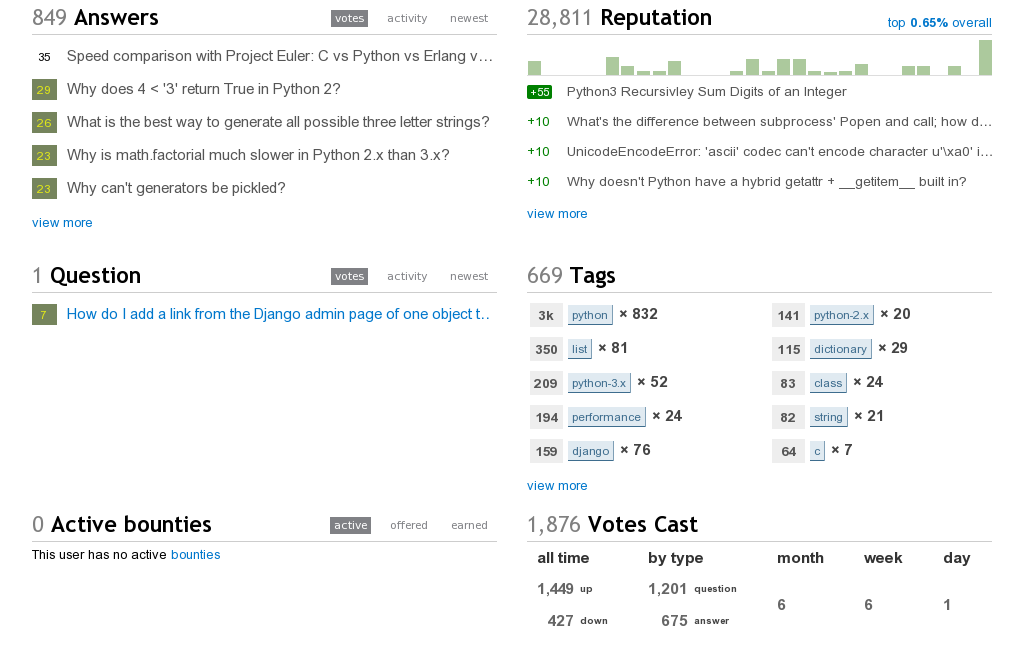 849 Answers votes activity newest
35 Speed comparison with Project Euler: C vs Python vs Erlang v...
29 Why does 4 < '3' return True in Python 2?
26 What is the best way to generate all possible three letter strings?
23 Why is math.factorial much slower in Python 2.x than 3.x?
23 Why can't generators be pickled?
view more
28,811 Reputation top 0.65% overall
+55 Python3 Recursivley Sum Digits of an Integer
+10 What's the difference between subprocess' Popen and call; how d...
+10 UnicodeEncodeError: 'ascii' codec can't encode character u'\xa0' i...
+10 Why doesn't Python have a hybrid getattr + __getitem__ built in?
view more
1 Question votes activity newest
7 How do I add a link from the Django admin page of one object t..
669 Tags
3k python × 832 141 python-2.x × 20
350 list × 81 115 dictionary × 29
209 python-3.x × 52 83 class × 24
194 performance × 24 82 string × 21
159 django × 76 64 c × 7
view more
0 Active bounties active offered earned
This user has no active bounties
1,876 Votes Cast
all time by type month week day
1,449 up 1,201 question
6 6 1
427 down 675 answer